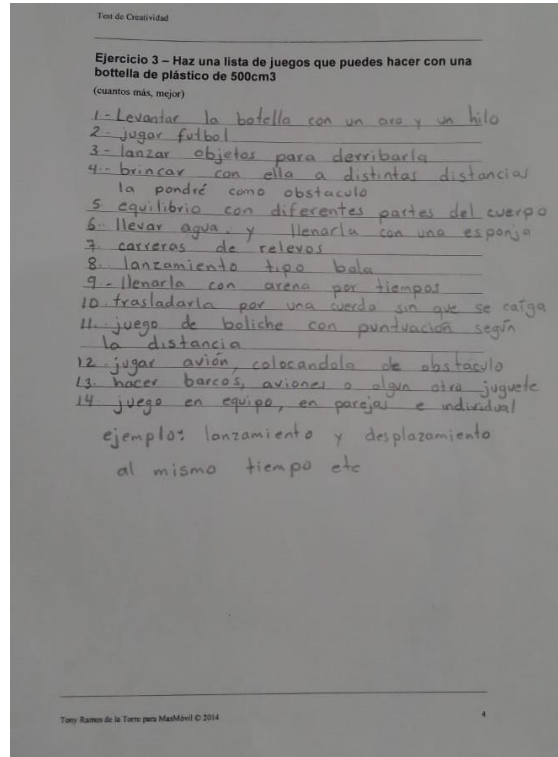 Test de Creatividad
Ejercicio 3 – Haz una lista de juegos que puedes hacer con una
bottella de plástico de 500cm3
(cuantos más, mejor)
1.- Levantar la botella con un aro y un hilo
2.- jugar futbol
3.- lanzar objetos para derribarla
4.- brincar con ella a distintas distancias
la pondré como obstaculo
5. equilibrio con diferentes partes del cuerpo
6.- llevar agua y llenarla con una esponja
7. carreras de relevos
8. lanzamiento tipo bala
9.- llenarla con arena por tiempos
10. trasladarla por una cuerda sin que se caíga
11. juego de boliche con puntuación según
la distancia
12. jugar avión, colocandola de obstáculo
13. hacer barcos, aviones o algun otro juguete
14 juego en equipo, en parejas e individual
ejemplo: lanzamiento y desplazamiento
al mismo tiempo etc
Tony Ramos de la Torre para MasMóvil © 2014
4